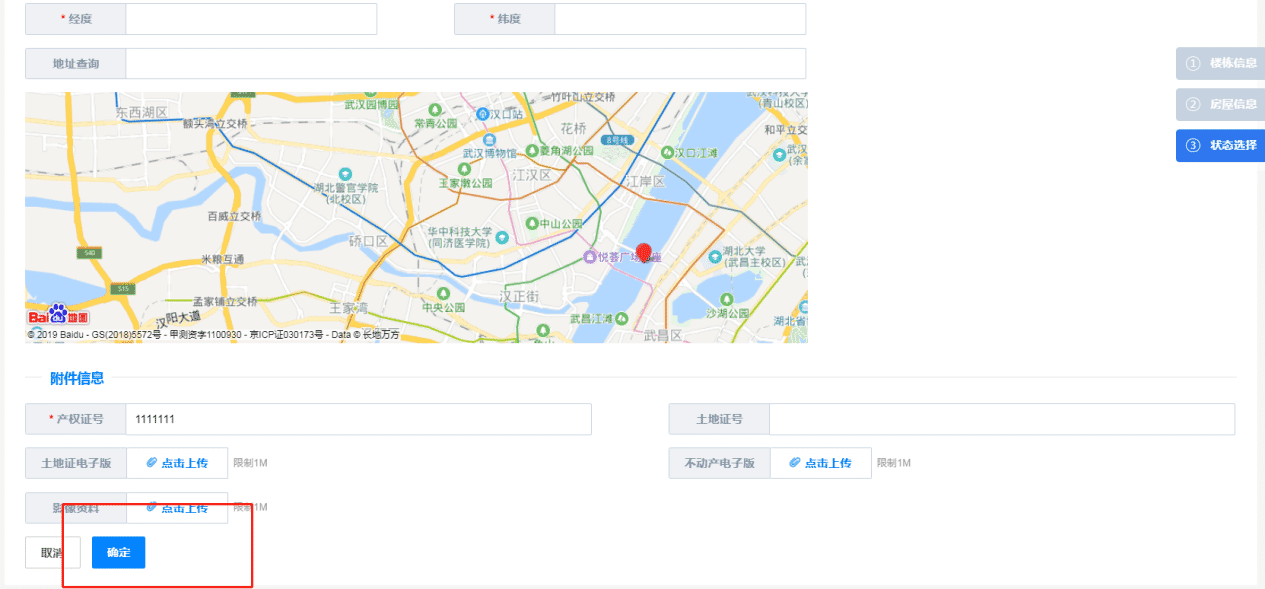 * 经度
* 纬度
地址查询
① 楼栋信息
② 房屋信息
③ 状态选择
东西湖区
武汉园博园
竹叶山立交桥
(青山校区)
额头湾立交桥
常青公园
汉口站
花桥
8号线
和平立交
武汉博物馆
菱角湖公园
汉口江滩
武汉
王家墩公园
江汉区
江岸区
湖北警官学院
(北校区)
百威立交桥
华中科技大学
(同济医学院)
中山公园
硚口区
湖北大学
(武昌主校区)
S40
米粮互通
悦荟广场
S15
孟家铺立交桥
王家湾
中央公园
汉正街
武昌江滩
沙湖公园
汉阳大道
湖北省
武昌区
Bai 地图
© 2019 Baidu - GS(2018)5572号 - 甲测资字1100930 - 京ICP证030173号 - Data © 长地万方
附件信息
* 产权证号 1111111
土地证号
土地证电子版 点击上传 限制1M
不动产电子版 点击上传 限制1M
影像资料 点击上传 限制1M
取消 确定